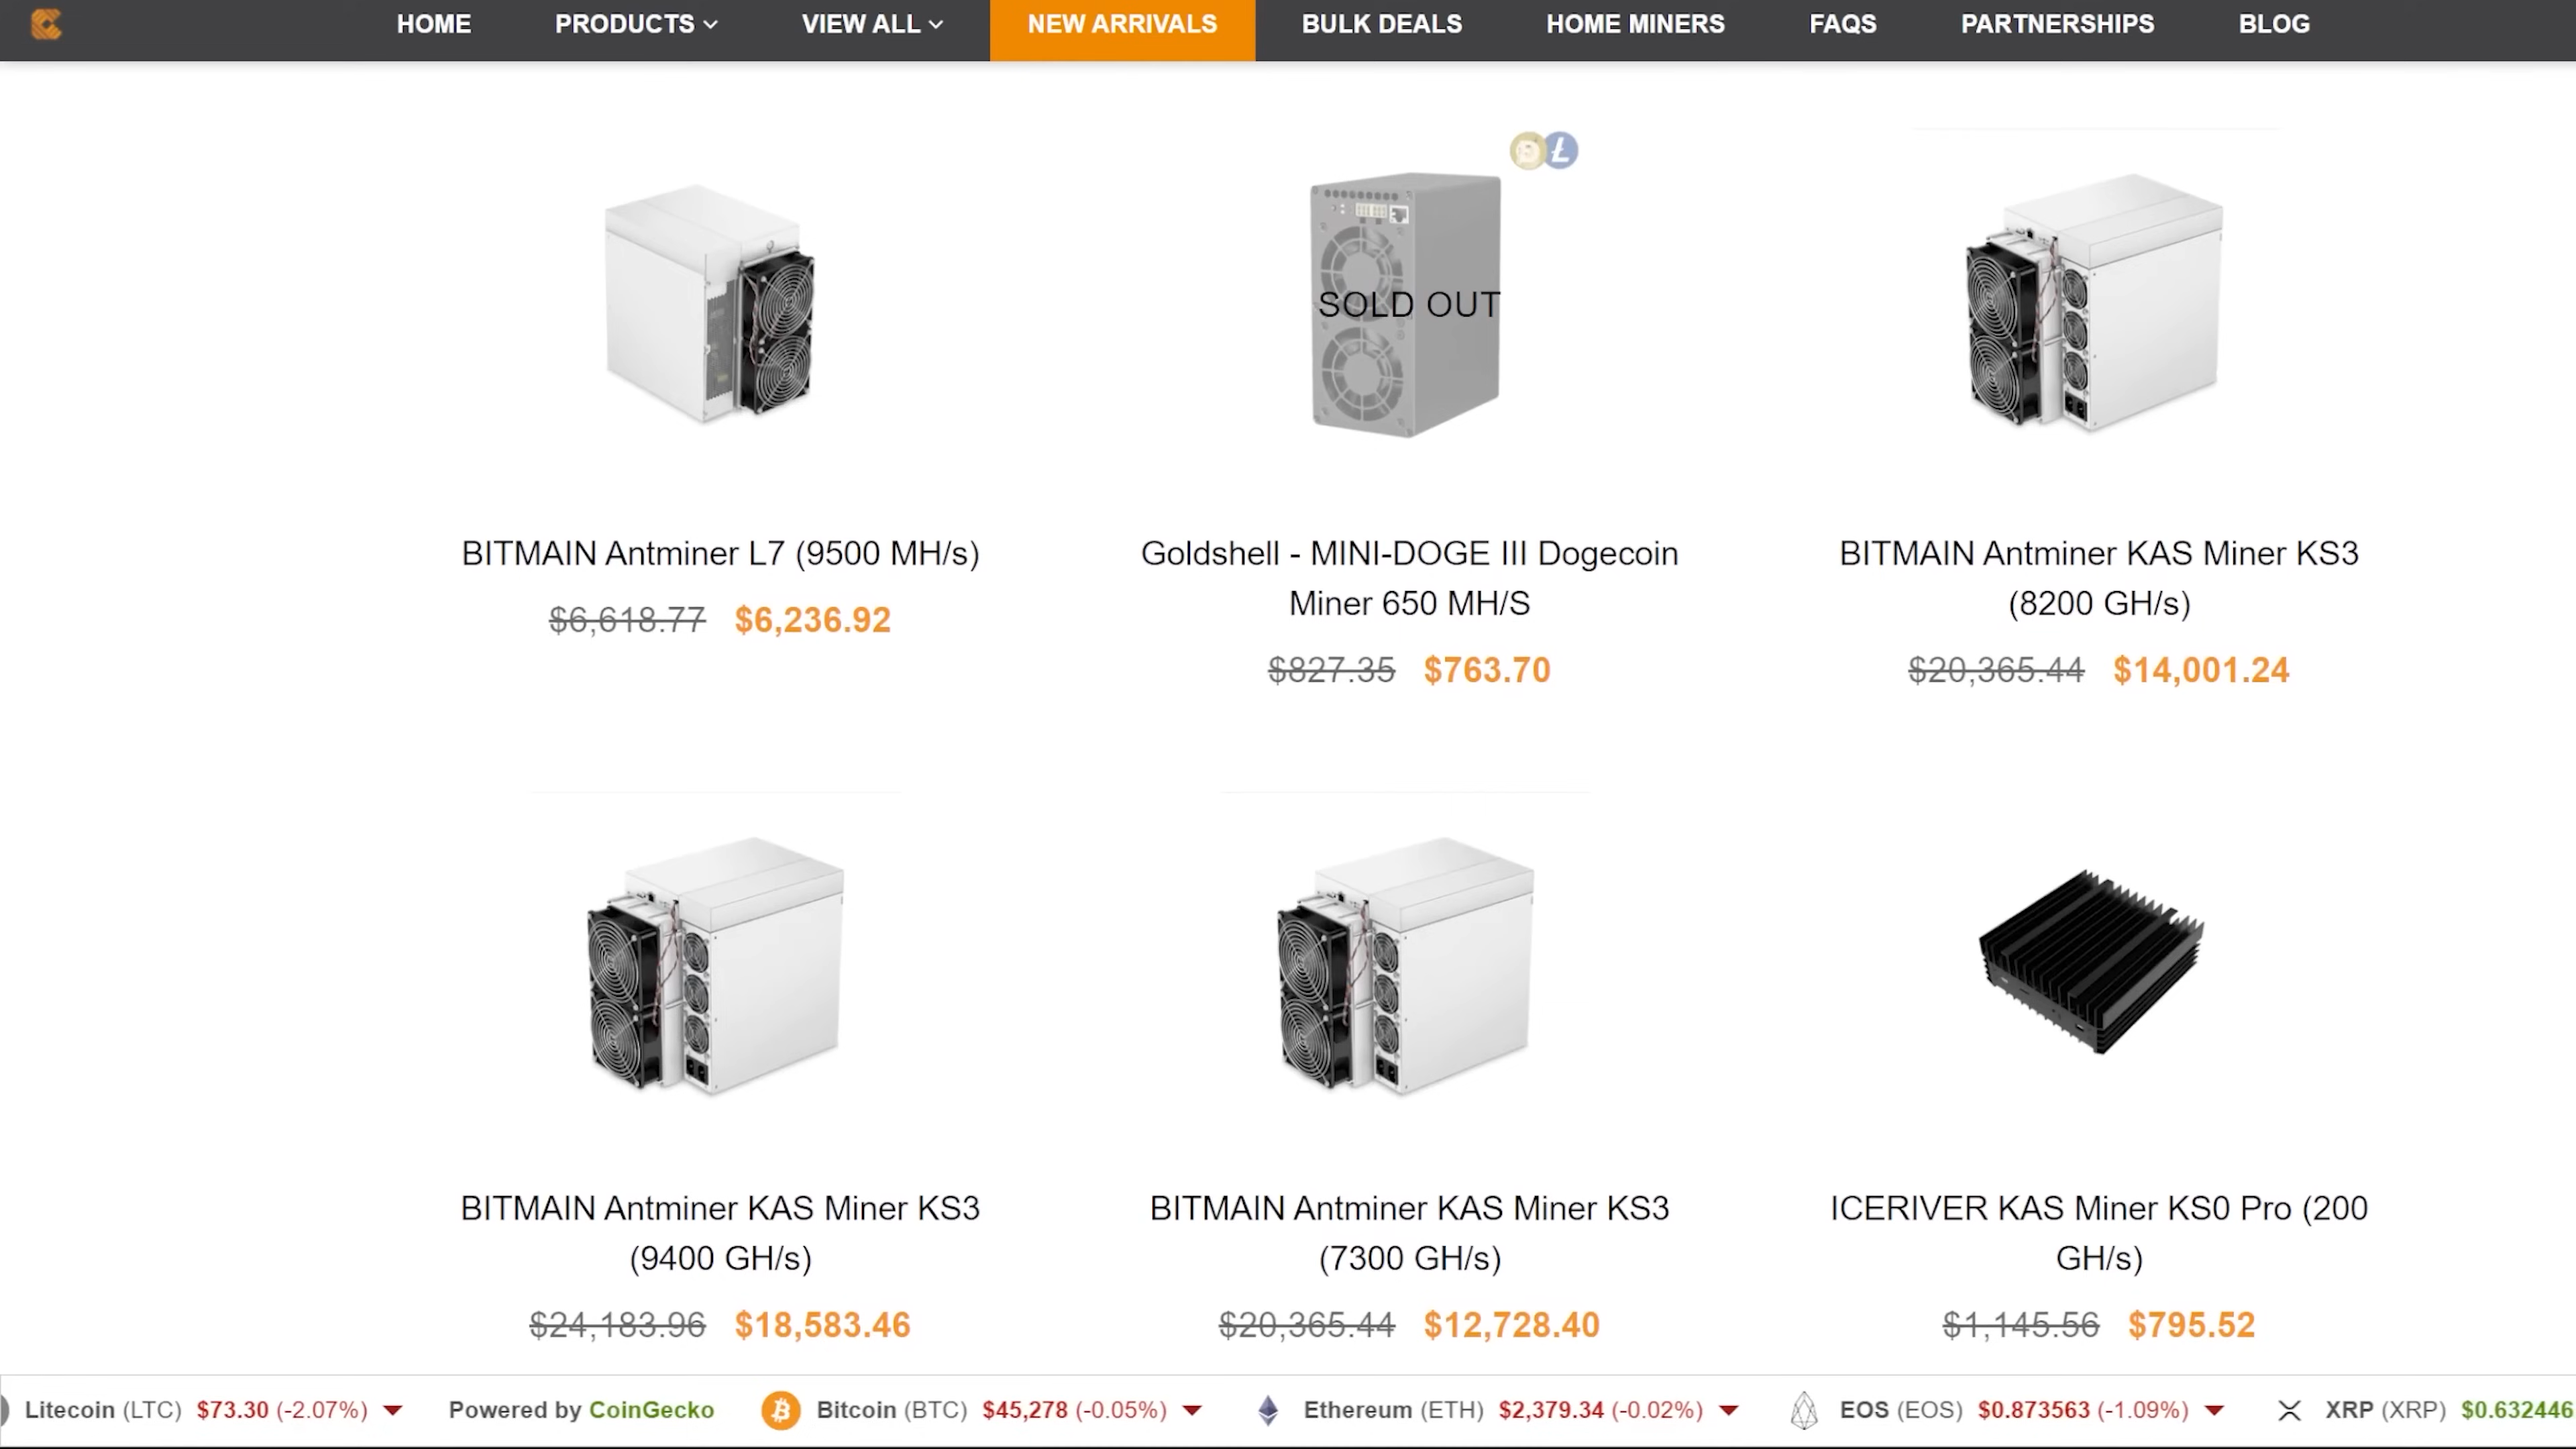 HOME PRODUCTS VIEW ALL NEW ARRIVALS BULK DEALS HOME MINERS FAQS PARTNERSHIPS BLOG
SOLD OUT
BITMAIN Antminer L7 (9500 MH/s)
$6,618.77 $6,236.92
Goldshell - MINI-DOGE III Dogecoin
Miner 650 MH/S
$827.35 $763.70
BITMAIN Antminer KAS Miner KS3
(8200 GH/s)
$20,365.44 $14,001.24
BITMAIN Antminer KAS Miner KS3
(9400 GH/s)
$24,183.96 $18,583.46
BITMAIN Antminer KAS Miner KS3
(7300 GH/s)
$20,365.44 $12,728.40
ICERIVER KAS Miner KS0 Pro (200
GH/s)
$1,145.56 $795.52
Litecoin (LTC) $73.30 (-2.07%) Powered by CoinGecko Bitcoin (BTC) $45,278 (-0.05%) Ethereum (ETH) $2,379.34 (-0.02%) EOS (EOS) $0.873563 (-1.09%) XRP (XRP) $0.632446